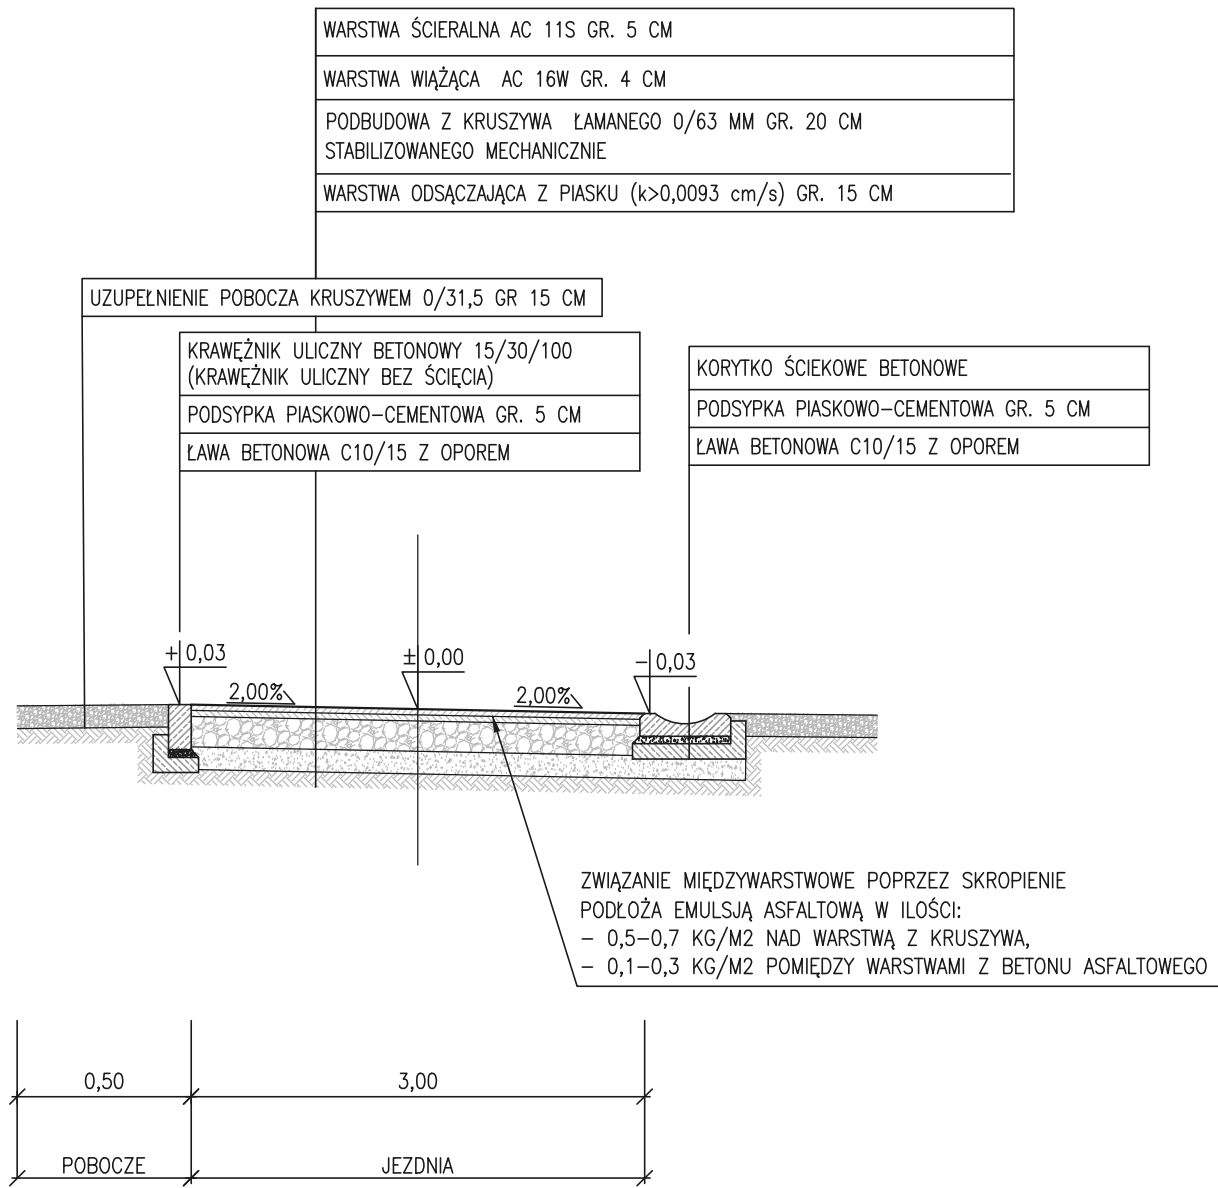 WARSTWA ŚCIERALNA AC 11S GR. 5 CM
WARSTWA WIĄŻĄCA AC 16W GR. 4 CM
PODBUDOWA Z KRUSZYWA ŁAMANEGO 0/63 MM GR. 20 CM
STABILIZOWANEGO MECHANICZNIE
WARSTWA ODSĄCZAJĄCA Z PIASKU (k>0,0093 cm/s) GR. 15 CM
UZUPEŁNIENIE POBOCZA KRUSZYWEM 0/31,5 GR 15 CM
KRAWĘŻNIK ULICZNY BETONOWY 15/30/100
(KRAWĘŻNIK ULICZNY BEZ ŚCIĘCIA)
PODSYPKA PIASKOWO-CEMENTOWA GR. 5 CM
ŁAWA BETONOWA C10/15 Z OPOREM
KORYTKO ŚCIEKOWE BETONOWE
PODSYPKA PIASKOWO-CEMENTOWA GR. 5 CM
ŁAWA BETONOWA C10/15 Z OPOREM
+0,03
±0,00
-0,03
2,00%
2,00%
ZWIĄZANIE MIĘDZYWARSTWOWE POPRZEZ SKROPIENIE
PODŁOŻA EMULSJĄ ASFALTOWĄ W ILOŚCI:
- 0,5-0,7 KG/M2 NAD WARSTWĄ Z KRUSZYWA,
- 0,1-0,3 KG/M2 POMIĘDZY WARSTWAMI Z BETONU ASFALTOWEGO
0,50
3,00
POBOCZE
JEZDNIA